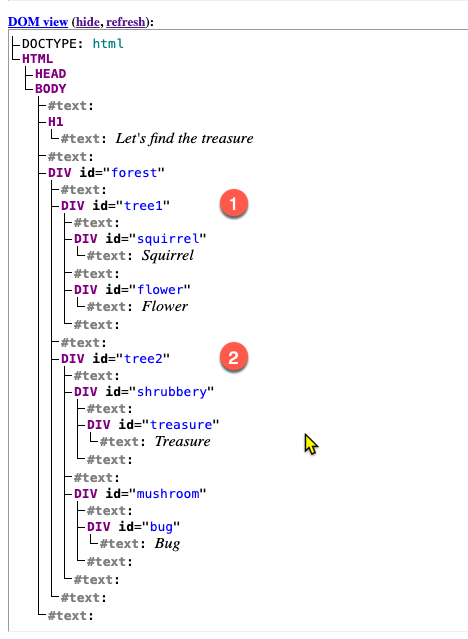 DOM view (hide, refresh):
DOCTYPE: html
HTML
HEAD
BODY
#text:
H1
#text: Let's find the treasure
#text:
DIV id="forest"
#text:
DIV id="tree1" 1
#text:
DIV id="squirrel"
#text: Squirrel
#text:
DIV id="flower"
#text: Flower
#text:
#text:
DIV id="tree2" 2
#text:
DIV id="shrubbery"
#text:
DIV id="treasure"
#text: Treasure
#text:
#text:
DIV id="mushroom"
#text:
DIV id="bug"
#text: Bug
#text:
#text:
#text:
#text: